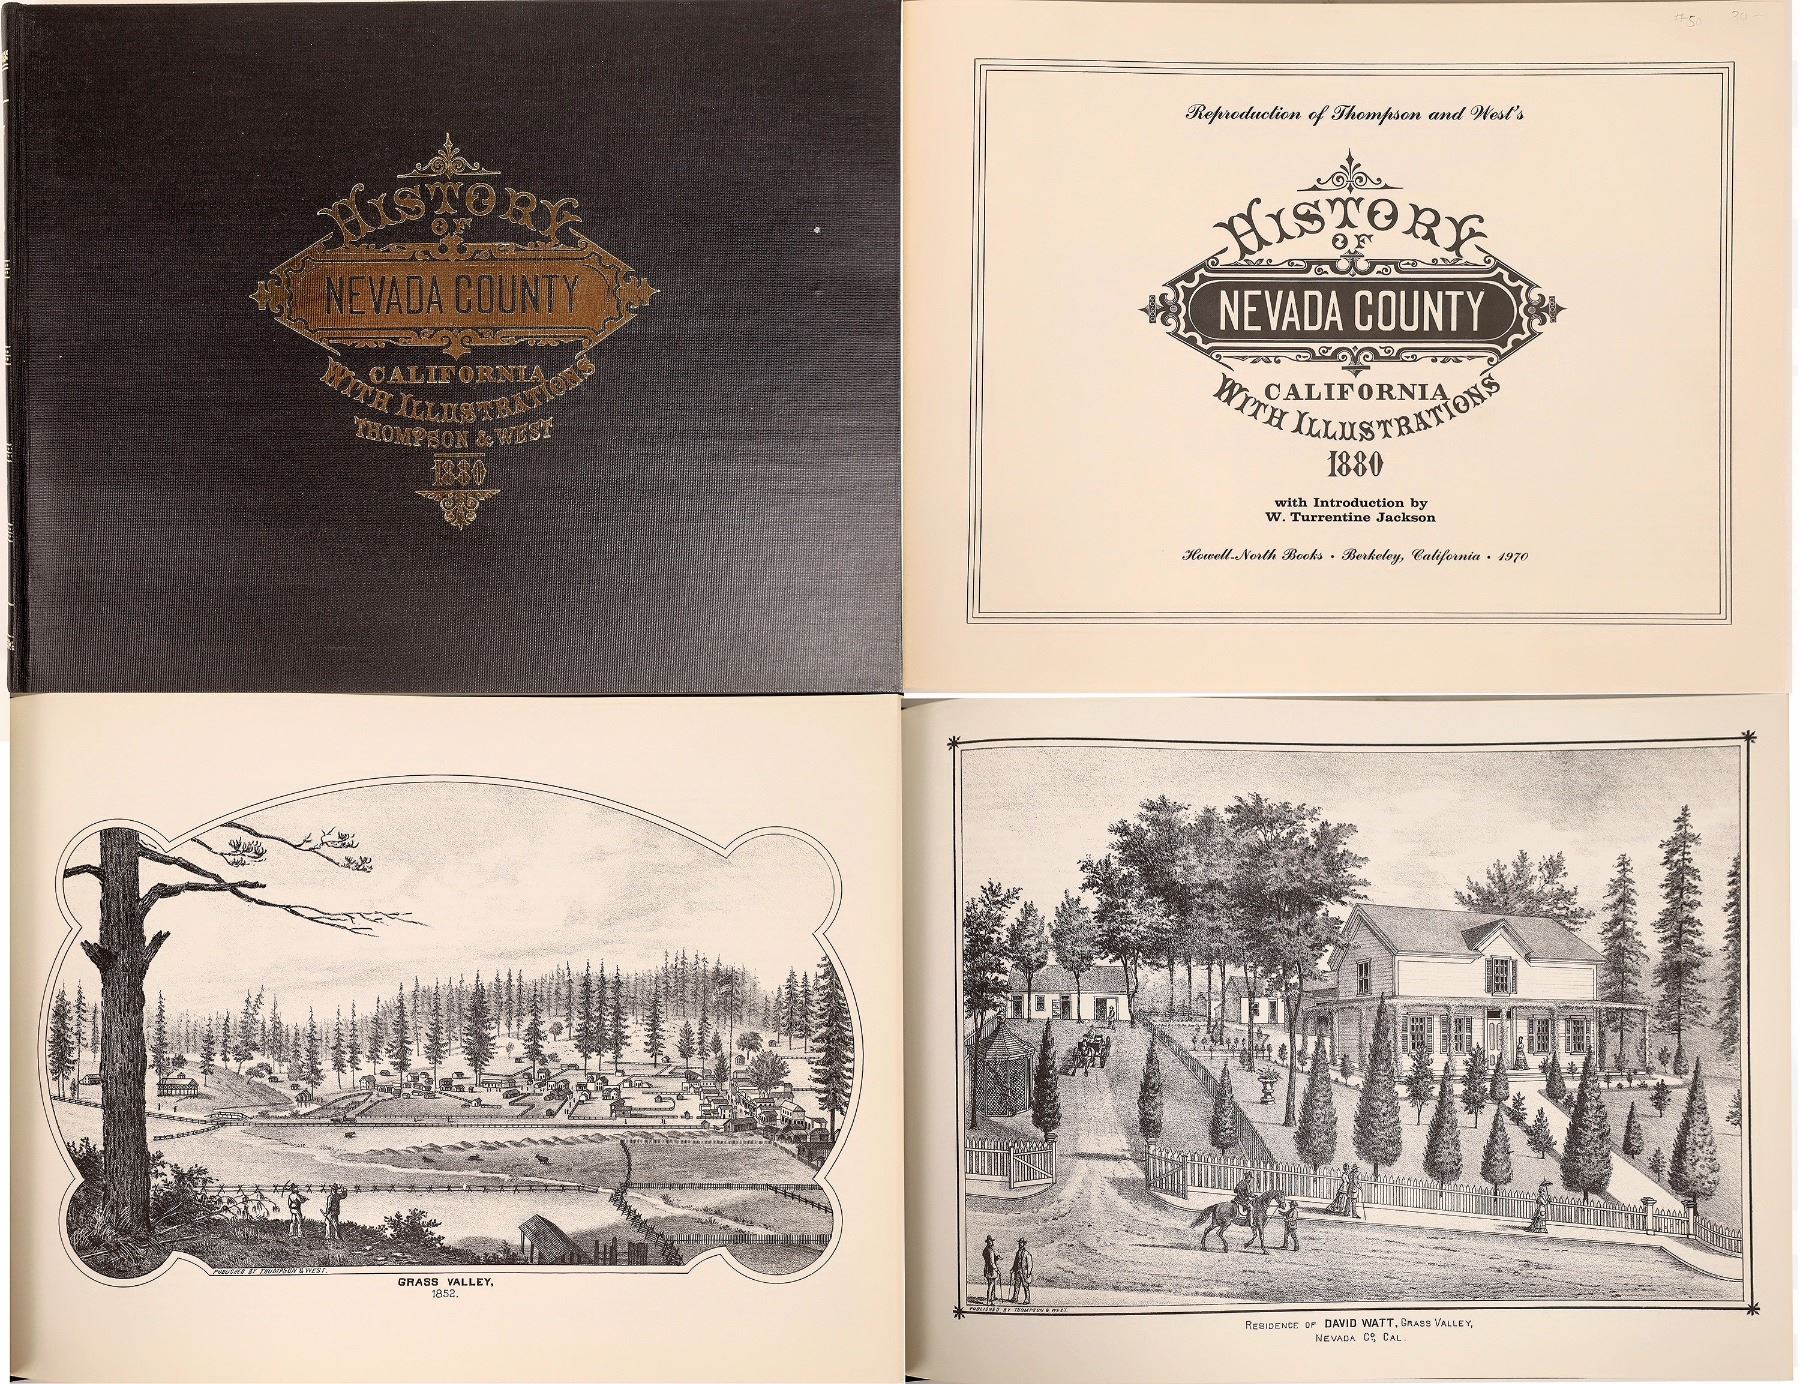 HISTORY
OF
NEVADA COUNTY
CALIFORNIA
WITH ILLUSTRATIONS
THOMPSON & WEST
1880
#50 30-
Reproduction of Thompson and West's
HISTORY
OF
NEVADA COUNTY
CALIFORNIA
WITH ILLUSTRATIONS
1880
with Introduction by
W. Turrentine Jackson
Howell-North Books • Berkeley, California • 1970
PUBLISHED BY THOMPSON & WEST.
GRASS VALLEY,
1852.
PUBLISHED BY THOMPSON & WEST.
RESIDENCE OF DAVID WATT, GRASS VALLEY,
NEVADA CO. CAL.